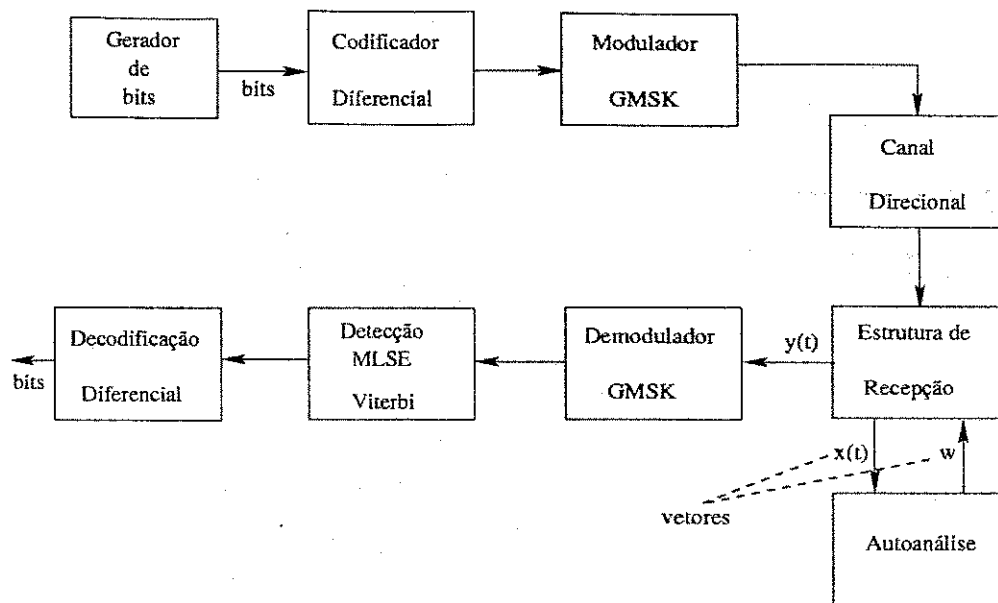 Gerador
de
bits
bits
Codificador
Diferencial
Modulador
GMSK
Canal
Direcional
Estrutura de
Recepção
y(t)
Demodulador
GMSK
Detecção
MLSE
Viterbi
Decodificação
Diferencial
bits
x(t)
w
vetores
Autoanálise